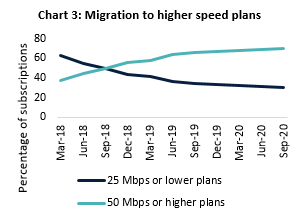 Chart 3: Migration to higher speed plans
Percentage of subscriptions
80
60
40
20
0
Mar-18
Jun-18
Sep-18
Dec-18
Mar-19
Jun-19
Sep-19
Dec-19
Mar-20
Jun-20
Sep-20
25 Mbps or lower plans
50 Mbps or higher plans